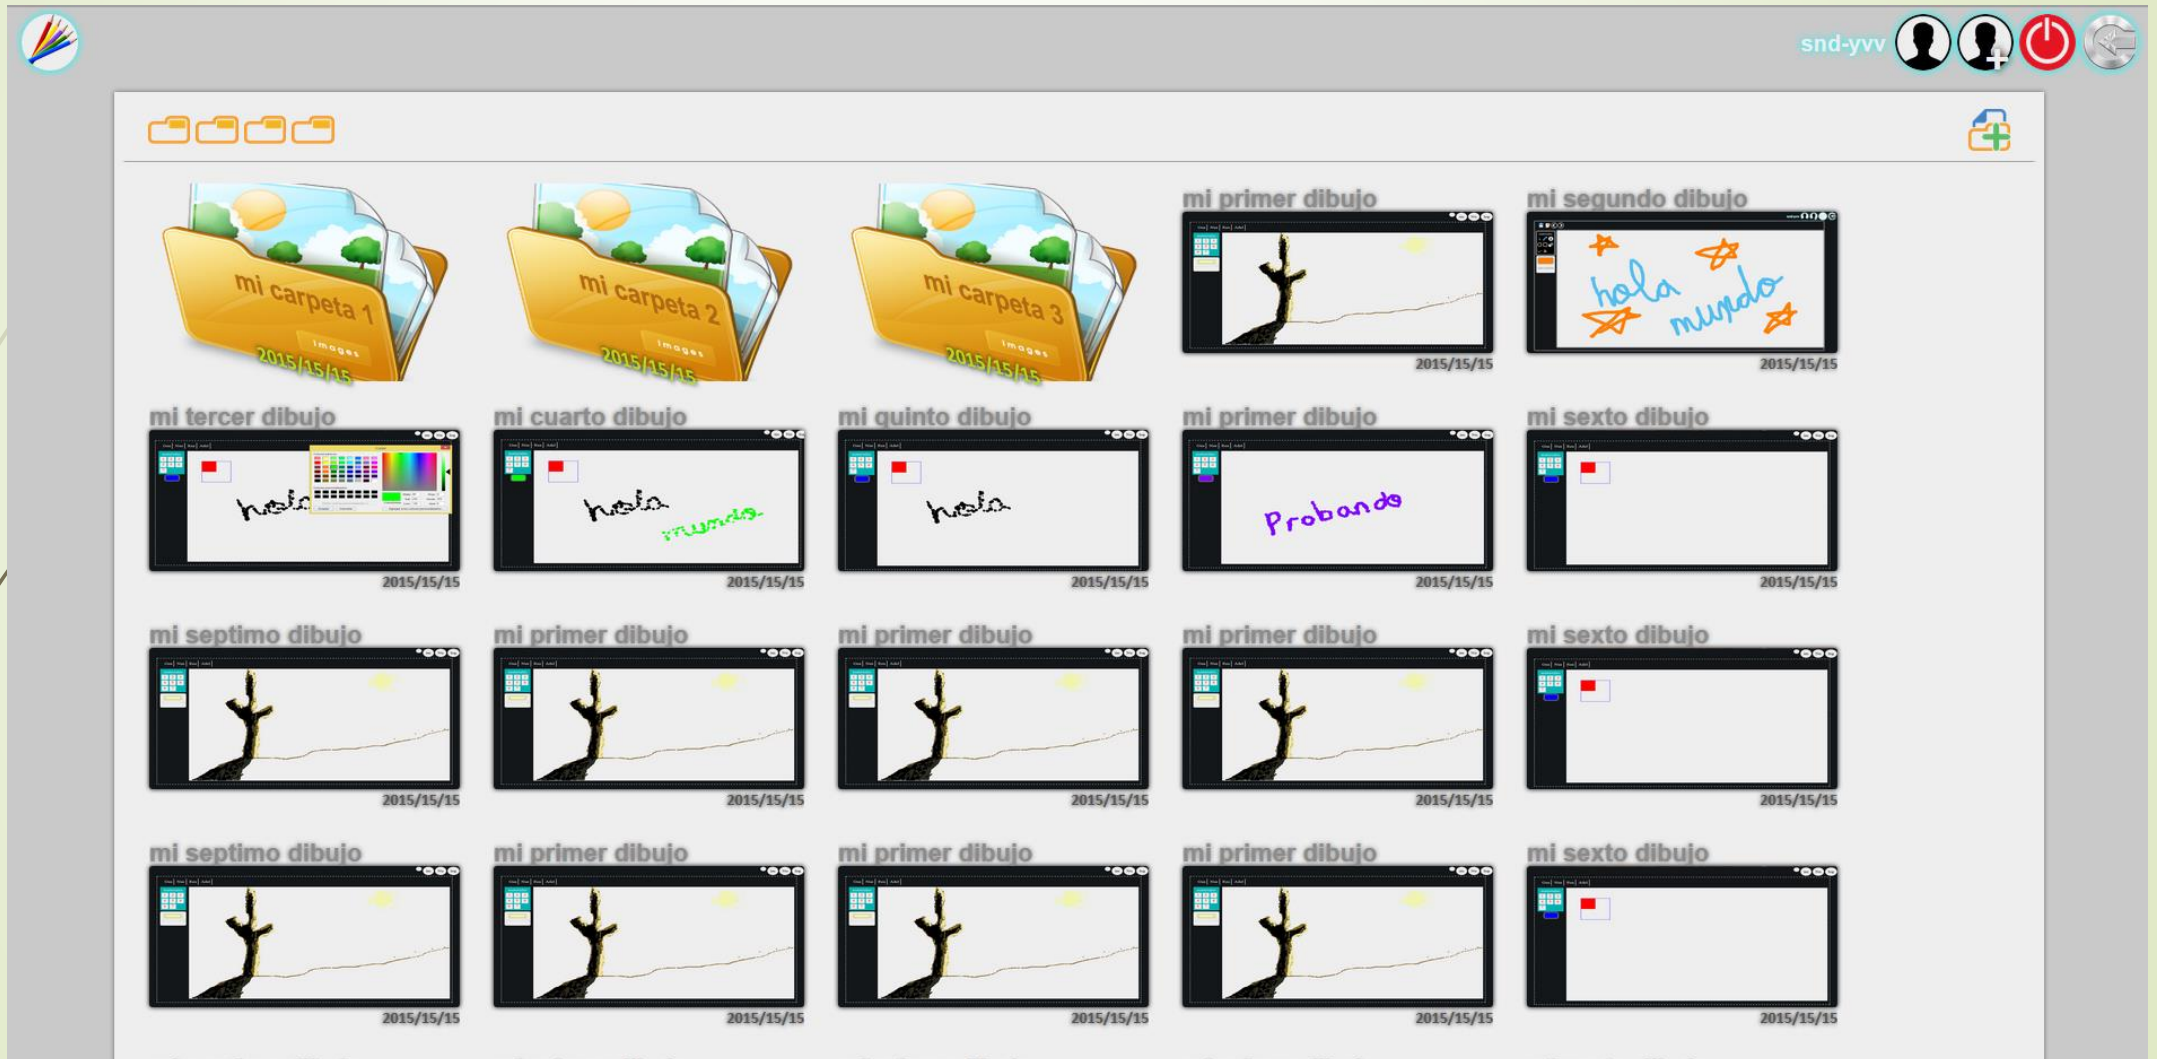 snd-yvv
mi carpeta 1
images
2015/15/15
mi carpeta 2
images
2015/15/15
mi carpeta 3
images
2015/15/15
mi primer dibujo
2015/15/15
mi segundo dibujo
hola
mundo
2015/15/15
mi tercer dibujo
hola
2015/15/15
mi cuarto dibujo
hola
mundo
2015/15/15
mi quinto dibujo
hola
2015/15/15
mi primer dibujo
Probando
2015/15/15
mi sexto dibujo
2015/15/15
mi septimo dibujo
2015/15/15
mi primer dibujo
2015/15/15
mi primer dibujo
2015/15/15
mi primer dibujo
2015/15/15
mi sexto dibujo
2015/15/15
mi septimo dibujo
2015/15/15
mi primer dibujo
2015/15/15
mi primer dibujo
2015/15/15
mi primer dibujo
2015/15/15
mi sexto dibujo
2015/15/15